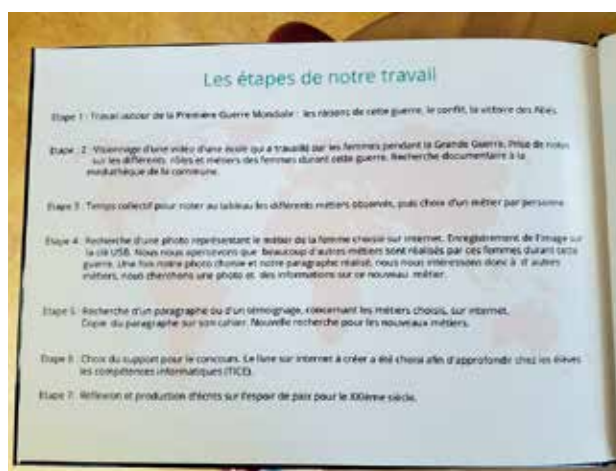 Les étapes de notre travail
Etape 1 : Travail autour de la Première Guerre Mondiale : les raisons de cette guerre, le conflit, la victoire des Alliés.
Etape : 2 : Visionnage d'une vidéo d'une école qui a travaillé sur les femmes pendant la Grande Guerre. Prise de notes
sur les différents rôles et métiers des femmes durant cette guerre. Recherche documentaire à la
médiathèque de la commune.
Etape 3 : Temps collectif pour noter au tableau les différents métiers observés, puis choix d'un métier par personne
Etape 4 : Recherche d'une photo représentant le métier de la femme choisie sur internet. Enregistrement de l'image sur
la clé USB. Nous nous apercevons que beaucoup d'autres métiers sont réalisés par ces femmes durant cette
guerre. Une fois notre photo choisie et notre paragraphe réalisé, nous nous intéressons donc à d'autres
métiers, nous cherchons une photo et des informations sur ce nouveau métier.
Etape 5 : Recherche d'un paragraphe ou d'un témoignage, concernant les métiers choisis, sur internet.
Copie du paragraphe sur son cahier. Nouvelle recherche pour les nouveaux métiers.
Etape 6 : Choix du support pour le concours. Le livre sur internet à créer a été choisi afin d'approfondir chez les élèves
les compétences informatiques (TICE).
Etape 7 : Réflexion et production d'écrits sur l'espoir de paix pour le XXIème siècle.